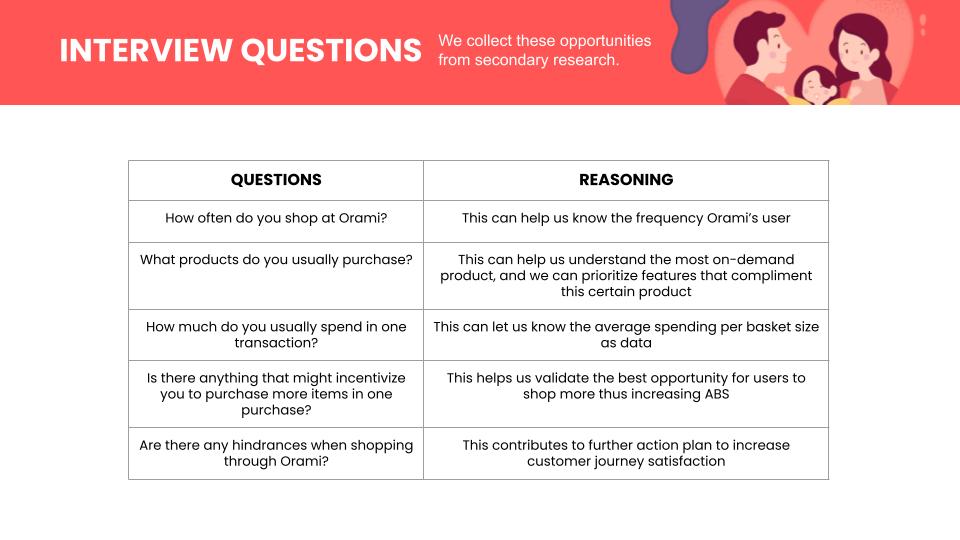 INTERVIEW QUESTIONS
We collect these opportunities
from secondary research.
QUESTIONS
REASONING
How often do you shop at Orami?
This can help us know the frequency Orami’s user
What products do you usually purchase?
This can help us understand the most on-demand
product, and we can prioritize features that compliment
this certain product
How much do you usually spend in one
transaction?
This can let us know the average spending per basket size
as data
Is there anything that might incentivize
you to purchase more items in one
purchase?
This helps us validate the best opportunity for users to
shop more thus increasing ABS
Are there any hindrances when shopping
through Orami?
This contributes to further action plan to increase
customer journey satisfaction